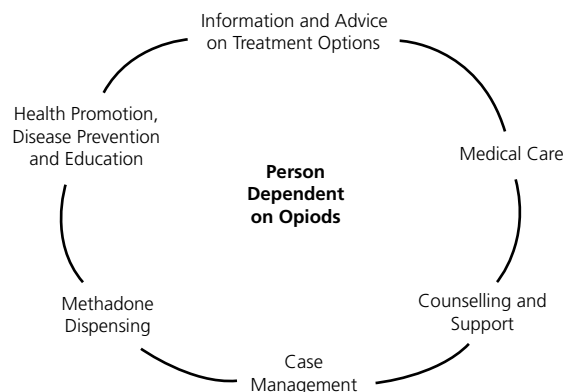 Information and Advice
on Treatment Options
Health Promotion,
Disease Prevention
and Education
Medical Care
Person
Dependent
on Opiods
Methadone
Dispensing
Counselling and
Support
Case
Management